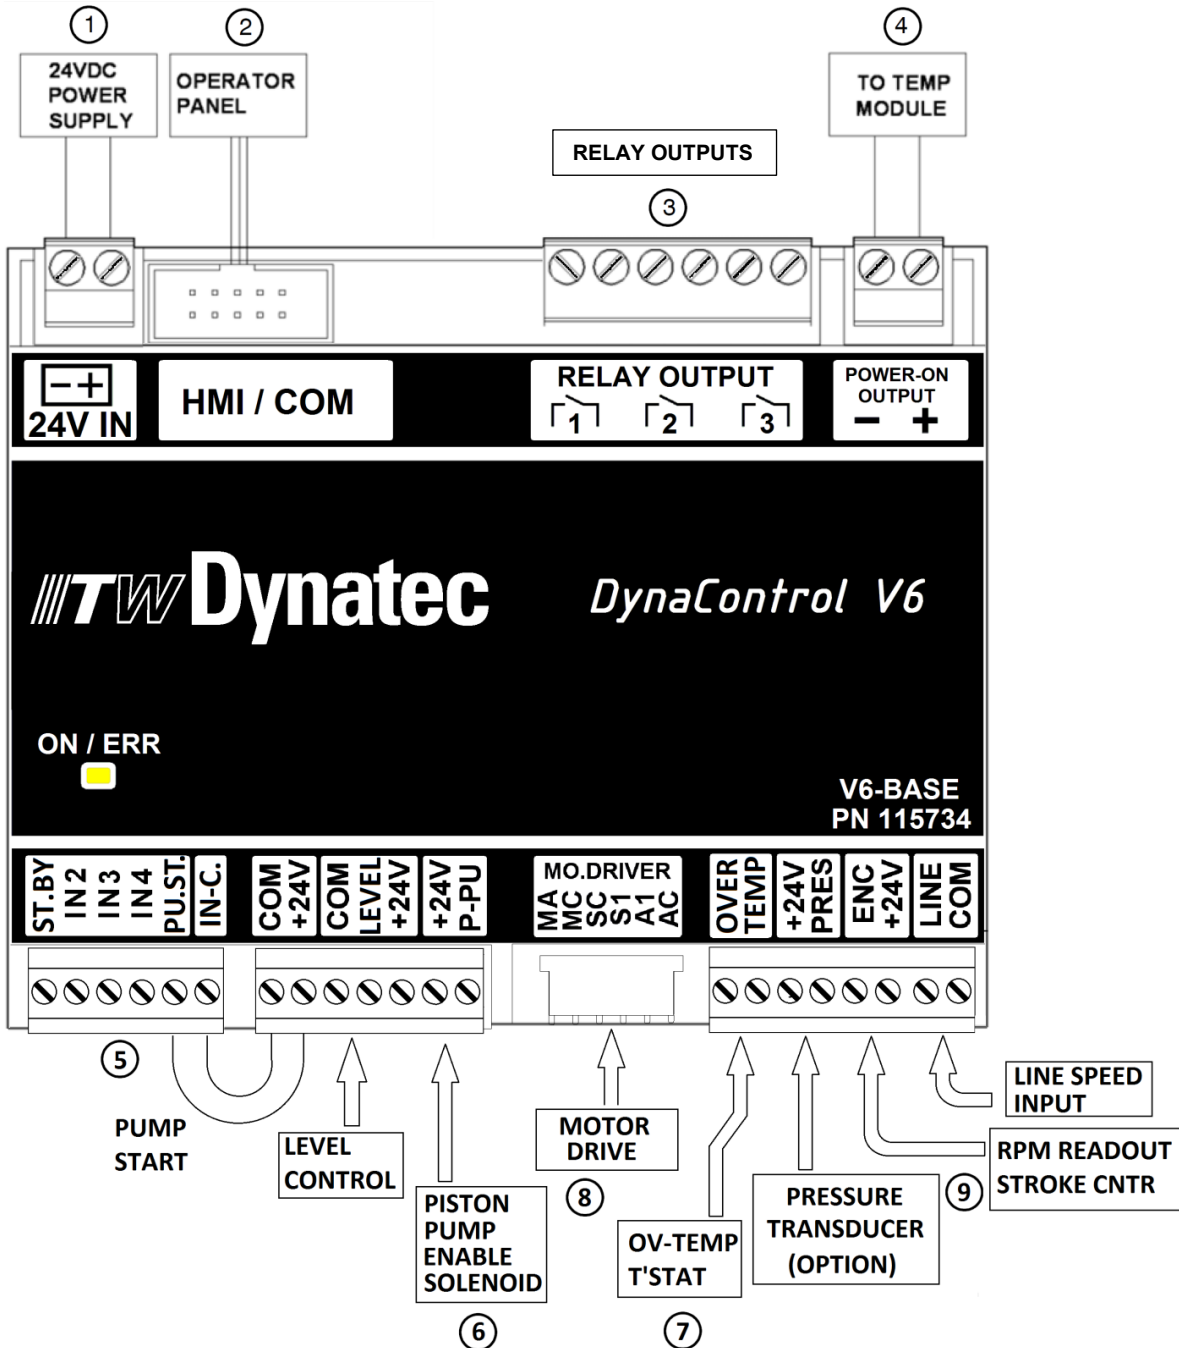 1
2
4
24VDC
POWER
SUPPLY
OPERATOR
PANEL
TO TEMP
MODULE
RELAY OUTPUTS
3
- +
24V IN
HMI / COM
RELAY OUTPUT
1 2 3
POWER-ON
OUTPUT
- +
ITW Dynatec
DynaControl V6
ON / ERR
V6-BASE
PN 115734
ST.BY
IN2
IN3
IN4
PU.ST.
IN-C.
COM
+24V
COM
LEVEL
+24V
+24V
P-PU
MO.DRIVER
MA
MC
SC
S1
A1
AC
OVER
TEMP
+24V
PRES
ENC
+24V
LINE
COM
5
PUMP
START
LEVEL
CONTROL
PISTON
PUMP
ENABLE
SOLENOID
6
MOTOR
DRIVE
8
OV-TEMP
T'STAT
7
PRESSURE
TRANSDUCER
(OPTION)
9
LINE SPEED
INPUT
RPM READOUT
STROKE CNTR